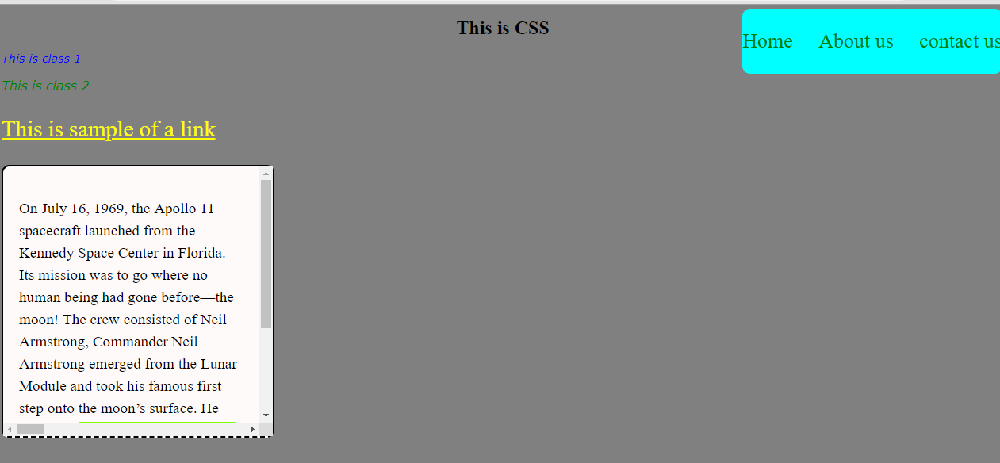 This is CSS
Home About us contact us
This is class 1
This is class 2
This is sample of a link
On July 16, 1969, the Apollo 11
spacecraft launched from the
Kennedy Space Center in Florida.
Its mission was to go where no
human being had gone before—the
moon! The crew consisted of Neil
Armstrong, Commander Neil
Armstrong emerged from the Lunar
Module and took his famous first
step onto the moon’s surface. He